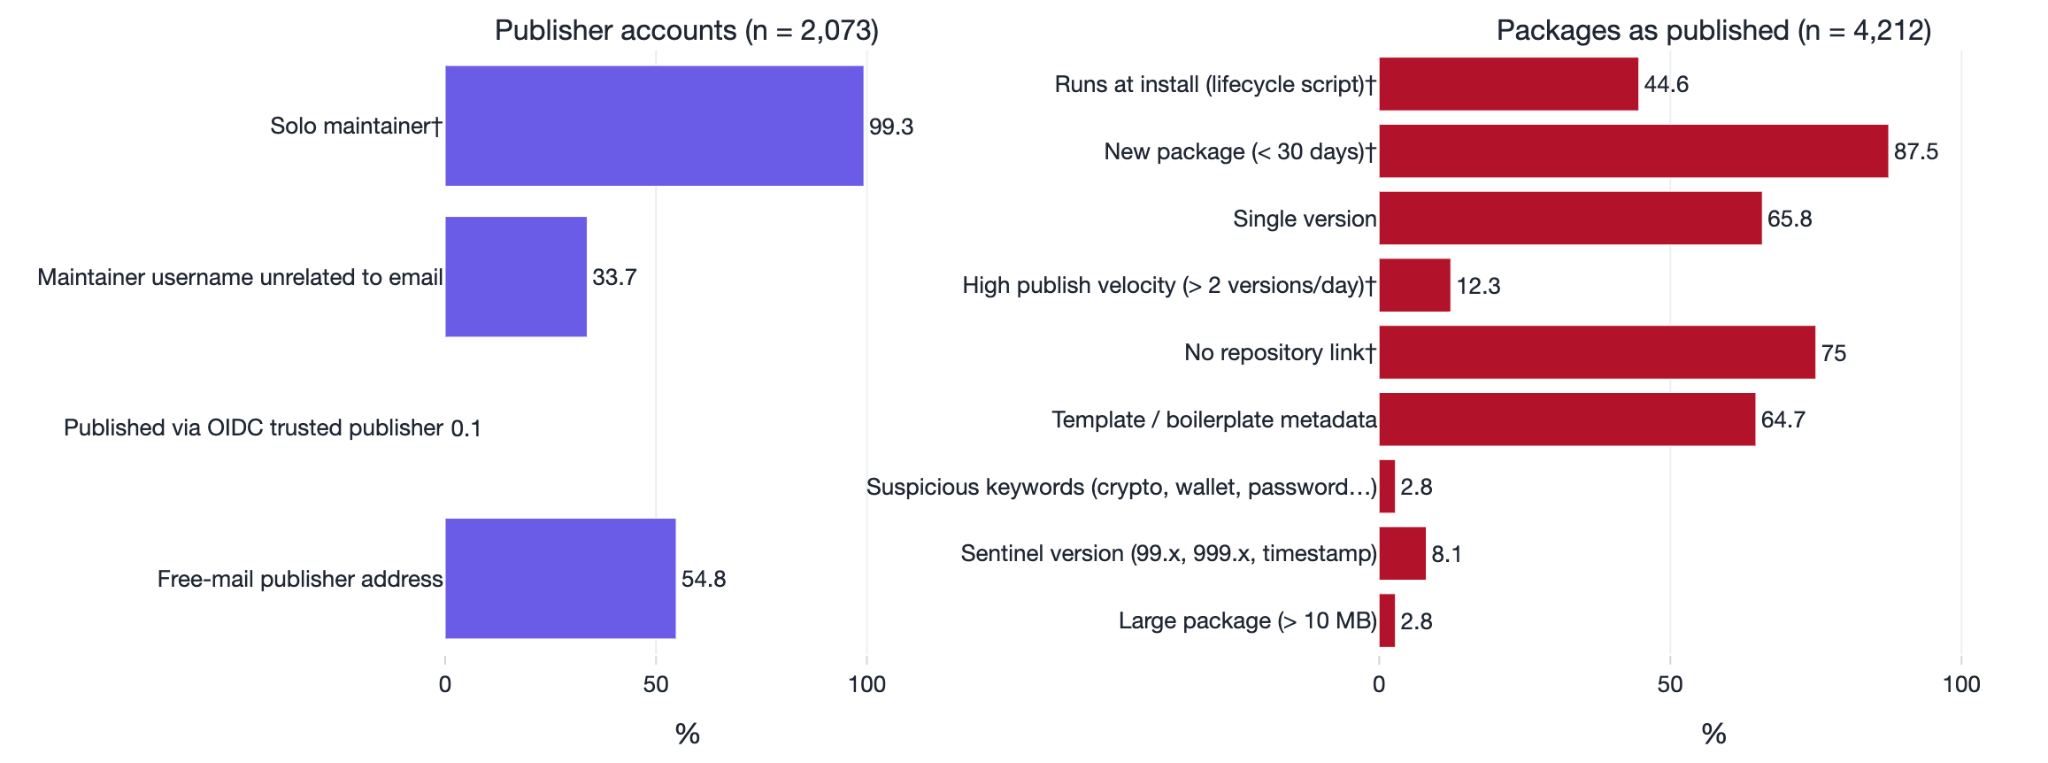 Publisher accounts (n = 2,073)
Solo maintainer†
99.3
Maintainer username unrelated to email
33.7
Published via OIDC trusted publisher
0.1
Free-mail publisher address
54.8
0
50
100
%
Packages as published (n = 4,212)
Runs at install (lifecycle script)†
44.6
New package (< 30 days)†
87.5
Single version
65.8
High publish velocity (> 2 versions/day)†
12.3
No repository link†
75
Template / boilerplate metadata
64.7
Suspicious keywords (crypto, wallet, password…)
2.8
Sentinel version (99.x, 999.x, timestamp)
8.1
Large package (> 10 MB)
2.8
0
50
100
%